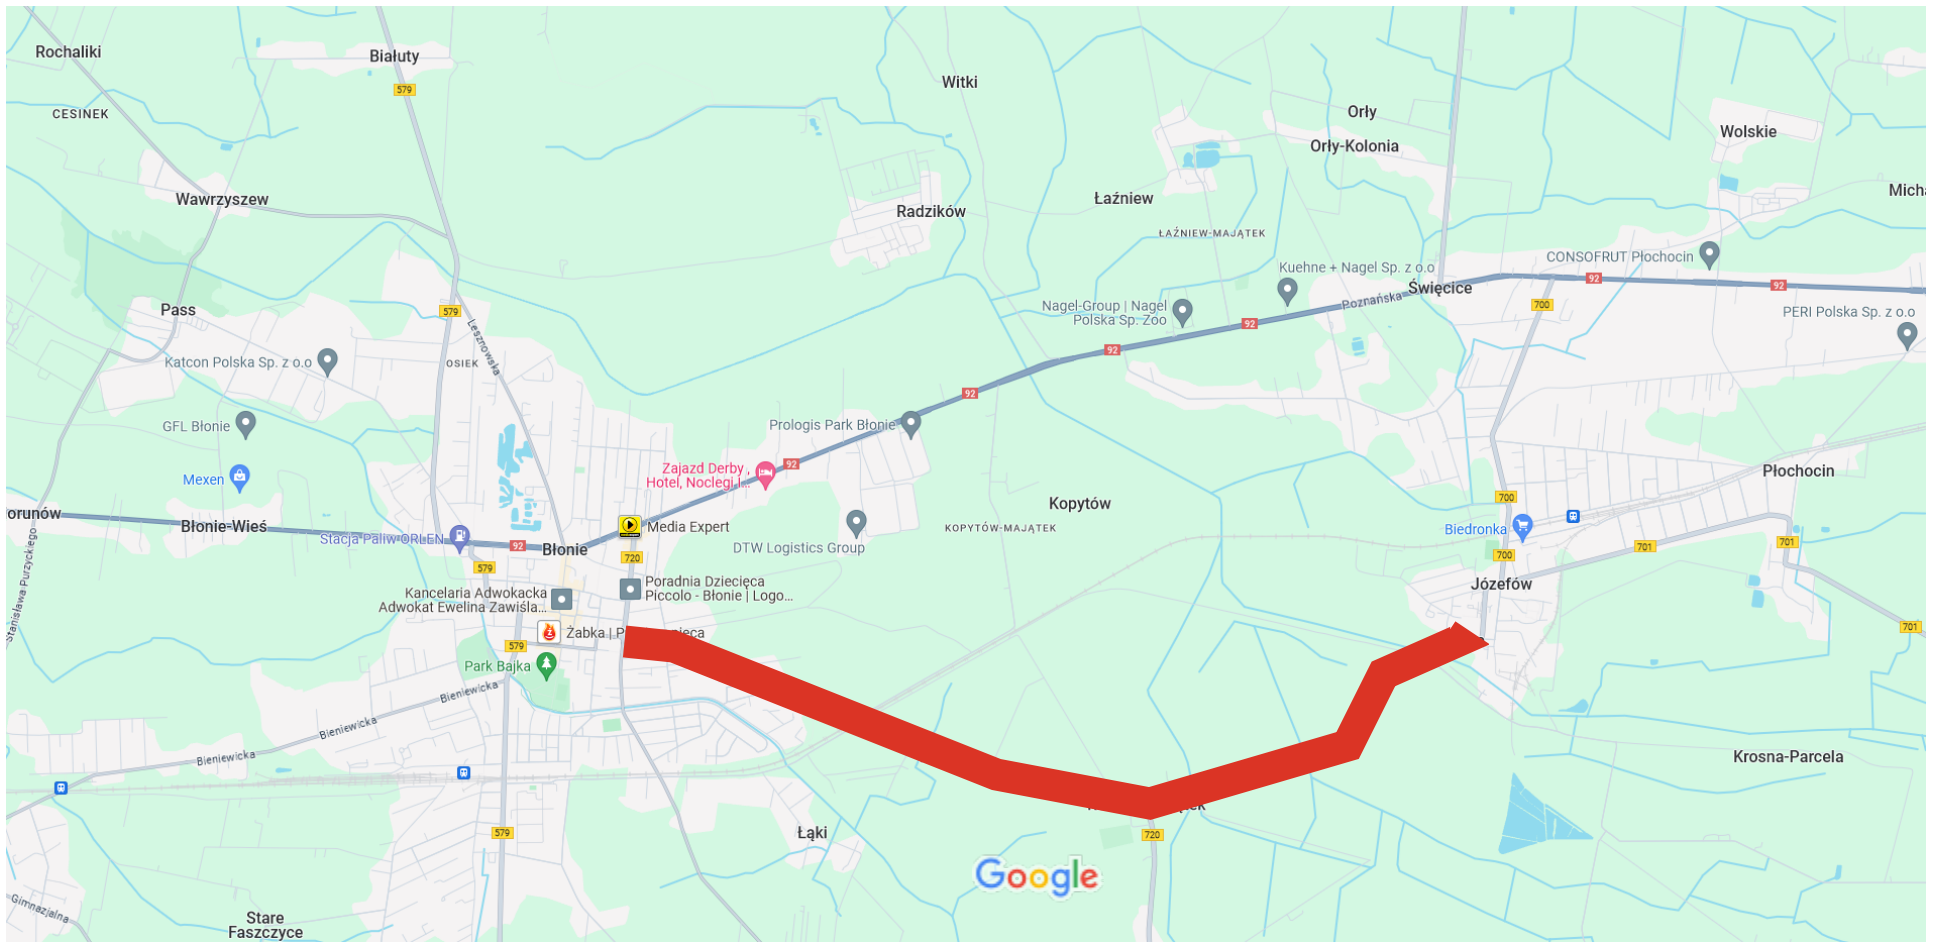 Rochaliki
Białuty
579
CESINEK
Witki
Orły
Orły-Kolonia
Wolskie
Wawrzyszew
Radzików
Łaźniew
ŁAŹNIEW-MAJĄTEK
CONSOFRUT Płochocin
Kuehne + Nagel Sp. z o.o
Święcice
92
92
Poznańska
Nagel-Group | Nagel
Polska Sp. Zoo
92
700
PERI Polska Sp. z o.o
Pass
579
Lesznowska
92
Katcon Polska Sp. z o.o
OSIEK
92
GFL Błonie
Prologis Park Błonie
Zajazd Derby ,
Hotel, Noclegi i...
92
Płochocin
Mexen
700
Kopytów
KOPYTÓW-MAJĄTEK
Błonie-Wieś
Media Expert
Biedronka
Stacja Paliw ORLEN
92
Błonie
720
DTW Logistics Group
700
701
701
579
Józefów
Kancelaria Adwokacka
Adwokat Ewelina Zawiśla...
Poradnia Dziecięca
Piccolo - Błonie | Logo...
Stanisława Purzyckiego
Żabka | P
579
701
Park Bajka
Bieniewicka
Bieniewicka
Bieniewicka
Krosna-Parcela
579
Łąki
720
Google
Gimnazjalna
Stare
Faszczyce